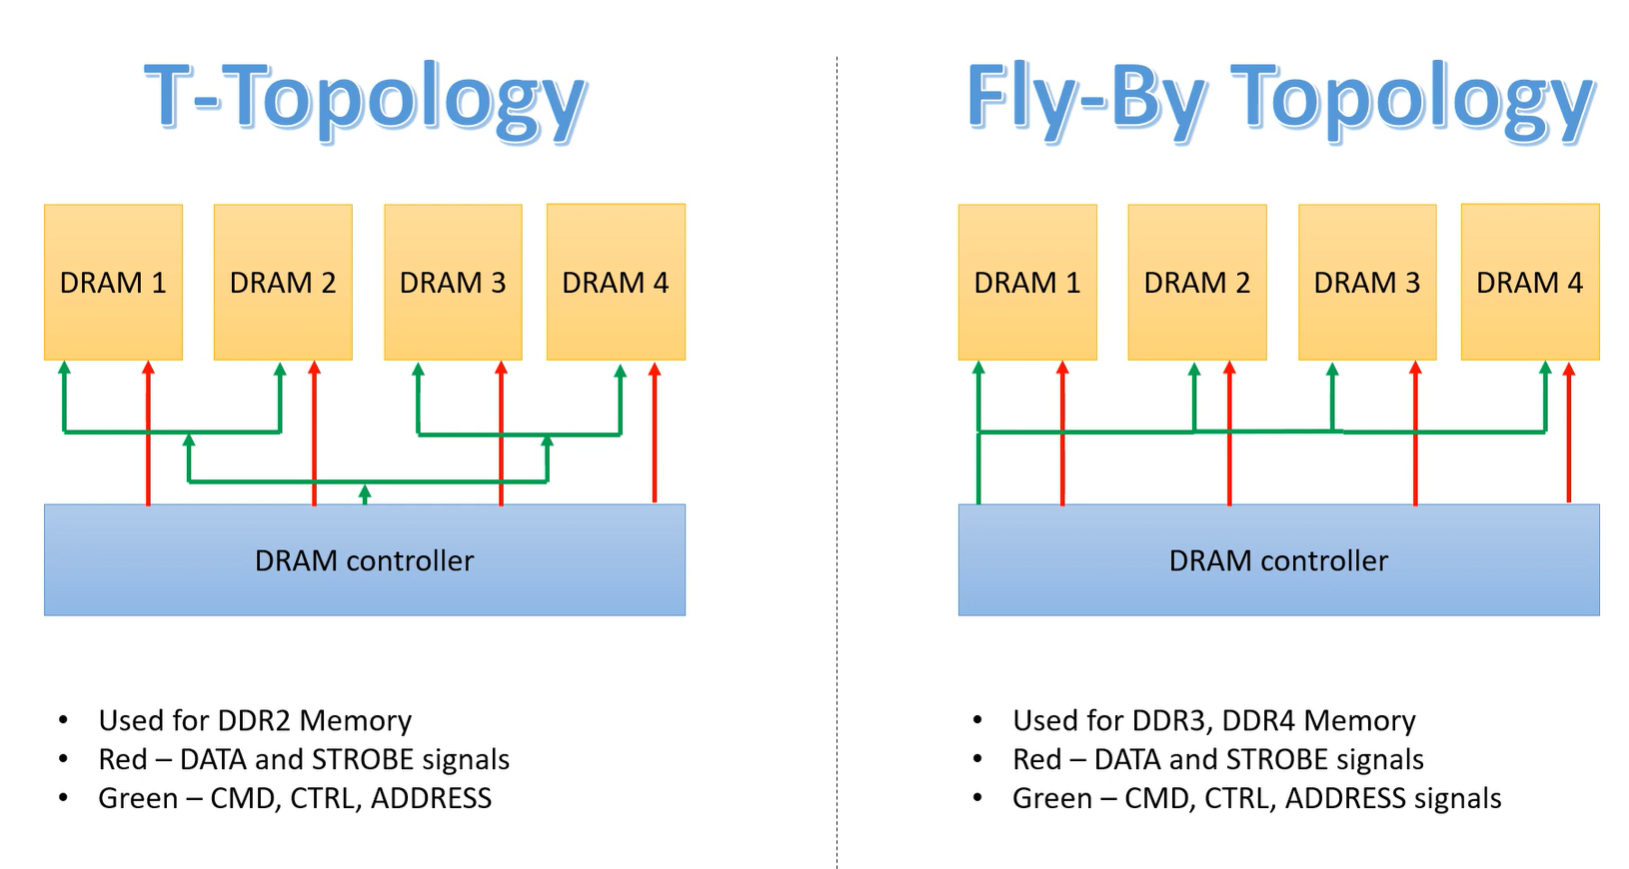 T-Topology
DRAM 1
DRAM 2
DRAM 3
DRAM 4
DRAM controller
• Used for DDR2 Memory
• Red – DATA and STROBE signals
• Green – CMD, CTRL, ADDRESS
Fly-By Topology
DRAM 1
DRAM 2
DRAM 3
DRAM 4
DRAM controller
• Used for DDR3, DDR4 Memory
• Red – DATA and STROBE signals
• Green – CMD, CTRL, ADDRESS signals